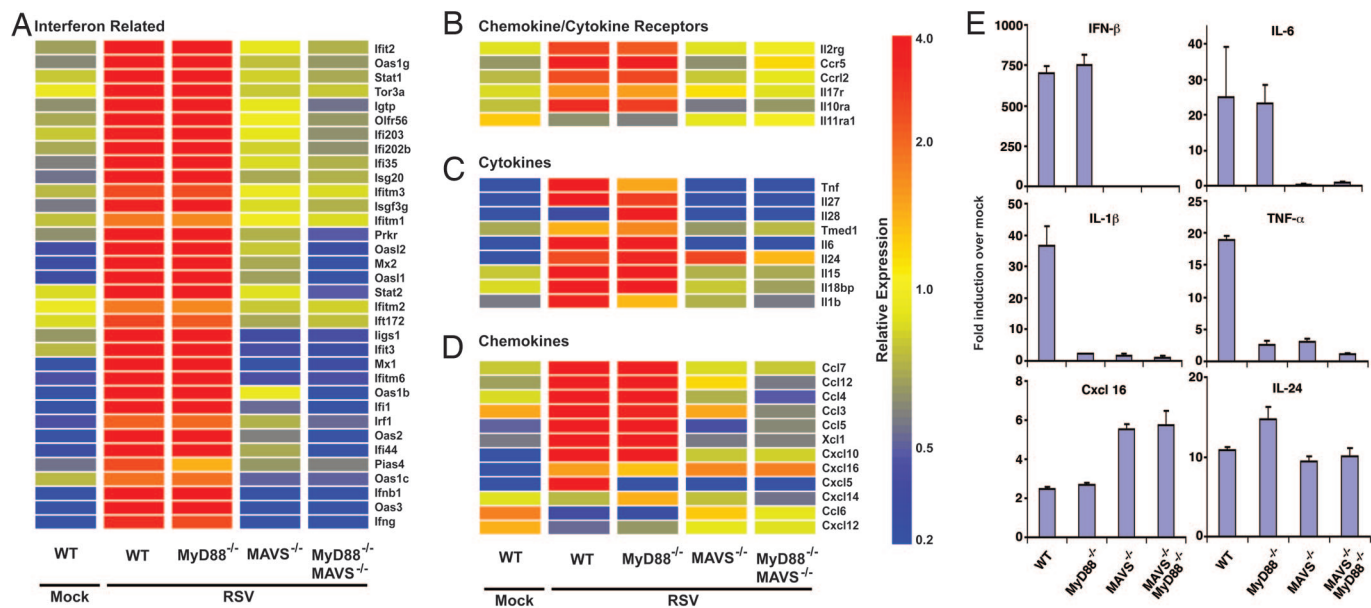 A Interferon Related
Ifit2
Oas1g
Stat1
Tor3a
Igtp
Olfr56
Ifi203
Ifi202b
Ifi35
Isg20
Ifitm3
Isgf3g
Ifitm1
Prkr
Oasl2
Mx2
Oasl1
Stat2
Ifitm2
Ift172
Iigs1
Ifit3
Mx1
Ifitm6
Oas1b
Ifi1
Irf1
Oas2
Ifi44
Pias4
Oas1c
Ifnb1
Oas3
Ifng
WT WT MyD88-/- MAVS-/- MyD88-/-
MAVS-/-
Mock RSV
B Chemokine/Cytokine Receptors
Il2rg
Ccr5
Ccrl2
Il17r
Il10ra
Il11ra1
C Cytokines
Tnf
Il27
Il28
Tmed1
Il6
Il24
Il15
Il18bp
Il1b
D Chemokines
Ccl7
Ccl12
Ccl4
Ccl3
Ccl5
Xcl1
Cxcl10
Cxcl16
Cxcl5
Cxcl14
Ccl6
Cxcl12
WT WT MyD88-/- MAVS-/- MyD88-/-
MAVS-/-
Mock RSV
4.0
2.0
1.0
0.5
0.2
Relative Expression
E
Fold induction over mock
IFN-β
1000
750
500
250
0
IL-6
40
30
20
10
0
IL-1β
50
40
30
20
10
0
TNF-α
25
20
15
10
5
0
Cxcl 16
8
6
4
2
0
IL-24
20
15
10
5
0
WT
MyD88-/-
MAVS-/-
MAVS-/-
MyD88-/-
WT
MyD88-/-
MAVS-/-
MAVS-/-
MyD88-/-